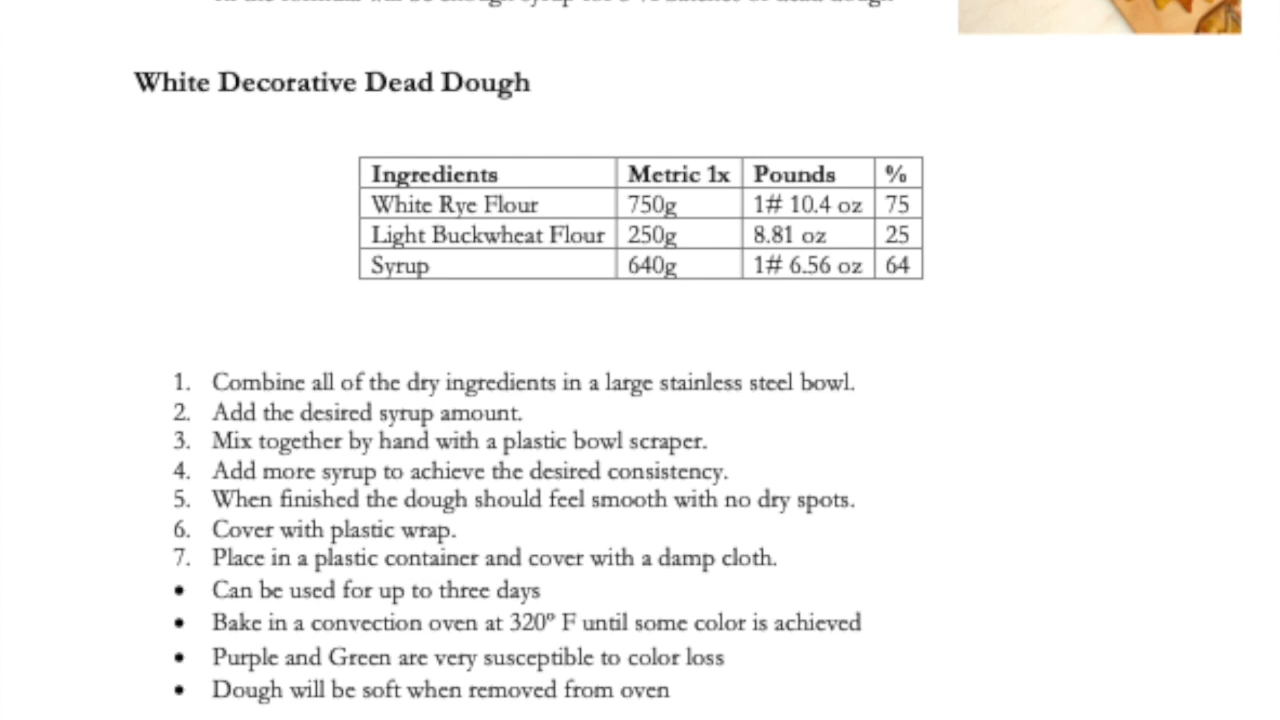 White Decorative Dead Dough
Ingredients Metric 1x Pounds %
White Rye Flour 750g 1# 10.4 oz 75
Light Buckwheat Flour 250g 8.81 oz 25
Syrup 640g 1# 6.56 oz 64
1. Combine all of the dry ingredients in a large stainless steel bowl.
2. Add the desired syrup amount.
3. Mix together by hand with a plastic bowl scraper.
4. Add more syrup to achieve the desired consistency.
5. When finished the dough should feel smooth with no dry spots.
6. Cover with plastic wrap.
7. Place in a plastic container and cover with a damp cloth.
• Can be used for up to three days
• Bake in a convection oven at 320° F until some color is achieved
• Purple and Green are very susceptible to color loss
• Dough will be soft when removed from oven